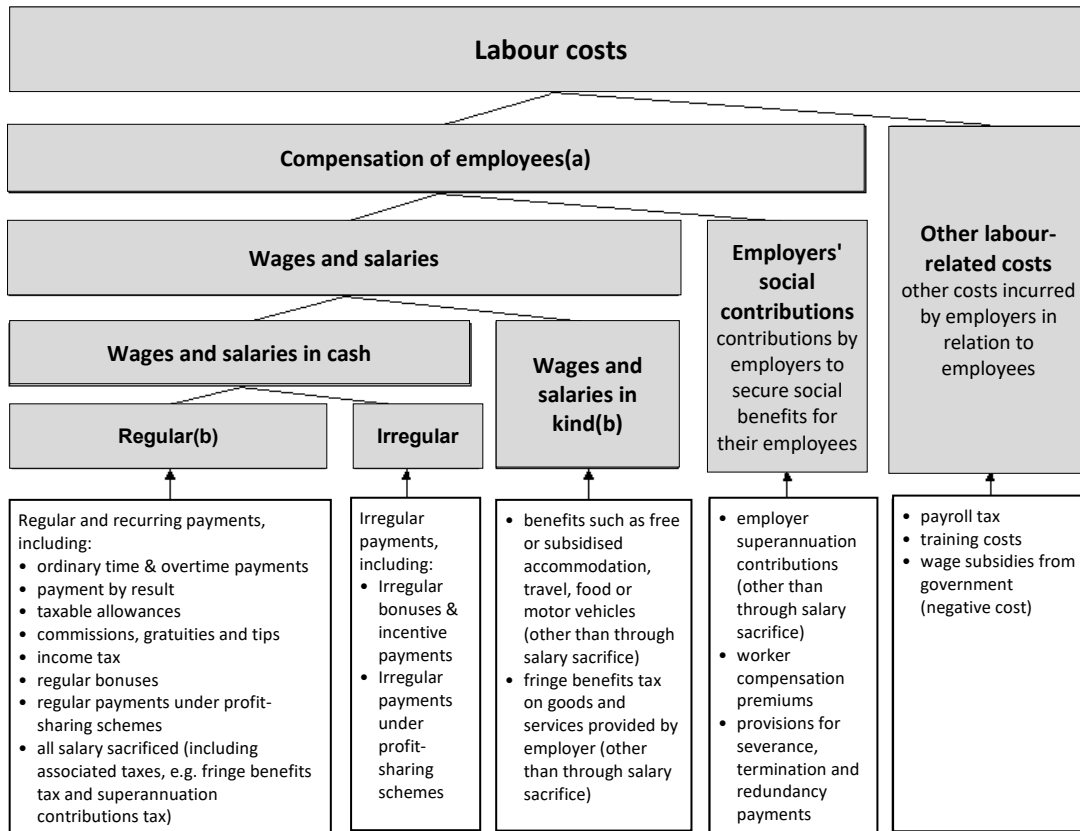 Labour costs
Compensation of employees(a)
Wages and salaries
Employers'
social
contributions
contributions by
employers to
secure social
benefits for
their employees
Other labour-
related costs
other costs incurred
by employers in
relation to
employees
Wages and salaries in cash
Wages and
salaries in
kind(b)
Regular(b)
Irregular
Regular and recurring payments,
including:
• ordinary time & overtime payments
• payment by result
• taxable allowances
• commissions, gratuities and tips
• income tax
• regular bonuses
• regular payments under profit-
sharing schemes
• all salary sacrificed (including
associated taxes, e.g. fringe benefits
tax and superannuation
contributions tax)
Irregular
payments,
including:
• Irregular
bonuses &
incentive
payments
• Irregular
payments
under
profit-
sharing
schemes
• benefits such as free
or subsidised
accommodation,
travel, food or
motor vehicles
(other than through
salary sacrifice)
• fringe benefits tax
on goods and
services provided by
employer (other
than through salary
sacrifice)
• employer
superannuation
contributions
(other than
through salary
sacrifice)
• worker
compensation
premiums
• provisions for
severance,
termination and
redundancy
payments
• payroll tax
• training costs
• wage subsidies from
government
(negative cost)